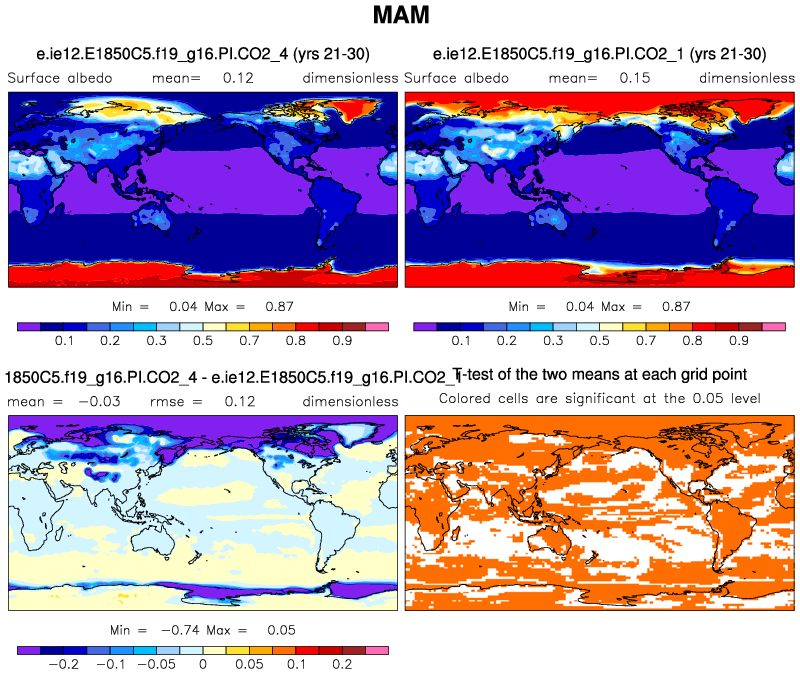 MAM
e.ie12.E1850C5.f19_g16.PI.CO2_4 (yrs 21-30)
Surface albedo mean= 0.12 dimensionless
Min = 0.04 Max = 0.87
0.1 0.2 0.3 0.5 0.7 0.8 0.9
e.ie12.E1850C5.f19_g16.PI.CO2_1 (yrs 21-30)
Surface albedo mean= 0.15 dimensionless
Min = 0.04 Max = 0.87
0.1 0.2 0.3 0.5 0.7 0.8 0.9
1850C5.f19_g16.PI.CO2_4 - e.ie12.E1850C5.f19_g16.PI.CO2_1
mean = -0.03 rmse = 0.12 dimensionless
Min = -0.74 Max = 0.05
-0.2 -0.1 -0.05 0 0.05 0.1 0.2
T-test of the two means at each grid point
Colored cells are significant at the 0.05 level